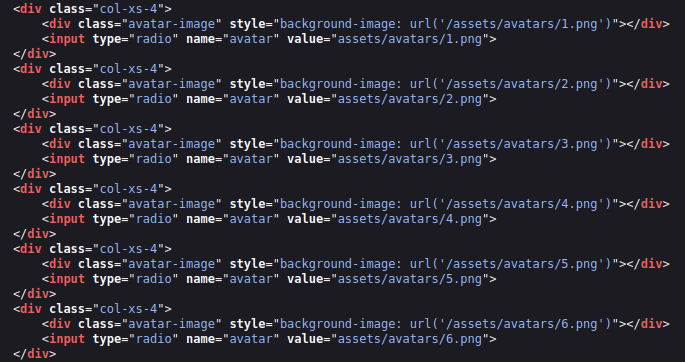 <div class="col-xs-4">
    <div class="avatar-image" style="background-image: url('/assets/avatars/1.png')"></div>
    <input type="radio" name="avatar" value="assets/avatars/1.png">
</div>
<div class="col-xs-4">
    <div class="avatar-image" style="background-image: url('/assets/avatars/2.png')"></div>
    <input type="radio" name="avatar" value="assets/avatars/2.png">
</div>
<div class="col-xs-4">
    <div class="avatar-image" style="background-image: url('/assets/avatars/3.png')"></div>
    <input type="radio" name="avatar" value="assets/avatars/3.png">
</div>
<div class="col-xs-4">
    <div class="avatar-image" style="background-image: url('/assets/avatars/4.png')"></div>
    <input type="radio" name="avatar" value="assets/avatars/4.png">
</div>
<div class="col-xs-4">
    <div class="avatar-image" style="background-image: url('/assets/avatars/5.png')"></div>
    <input type="radio" name="avatar" value="assets/avatars/5.png">
</div>
<div class="col-xs-4">
    <div class="avatar-image" style="background-image: url('/assets/avatars/6.png')"></div>
    <input type="radio" name="avatar" value="assets/avatars/6.png">
</div>